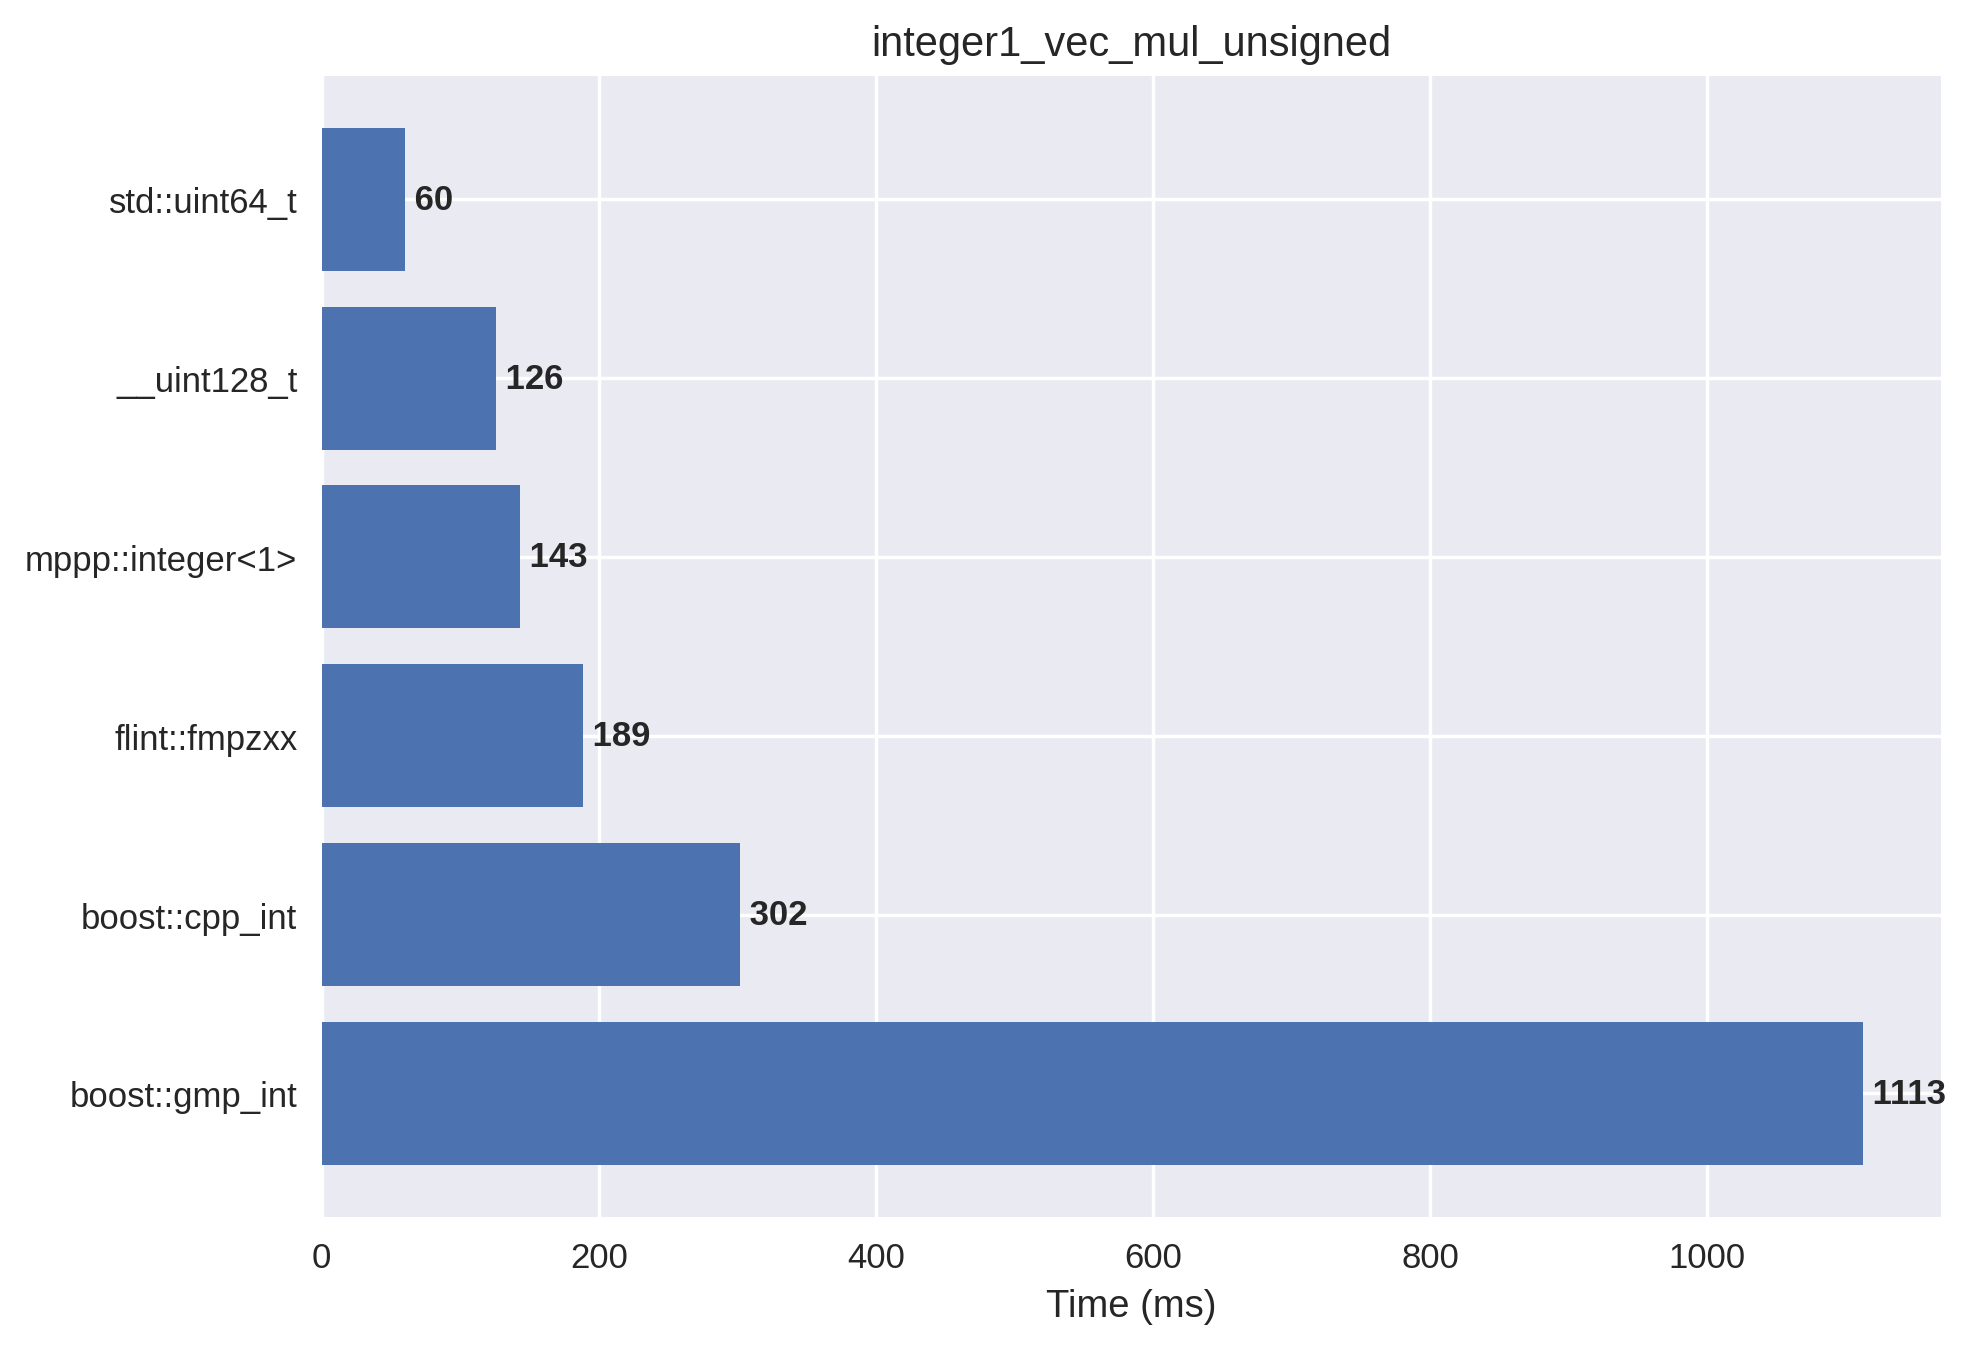 integer1_vec_mul_unsigned
std::uint64_t
60
__uint128_t
126
mppp::integer<1>
143
flint::fmpzxx
189
boost::cpp_int
302
boost::gmp_int
1113
0 200 400 600 800 1000
Time (ms)